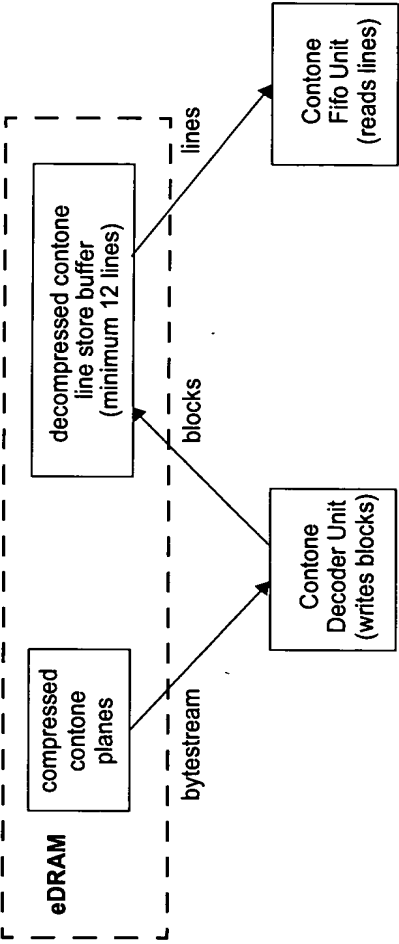 eDRAM
compressed
contone
planes
decompressed contone
line store buffer
(minimum 12 lines)
bytestream
blocks
lines
Contone
Decoder Unit
(writes blocks)
Contone
Fifo Unit
(reads lines)